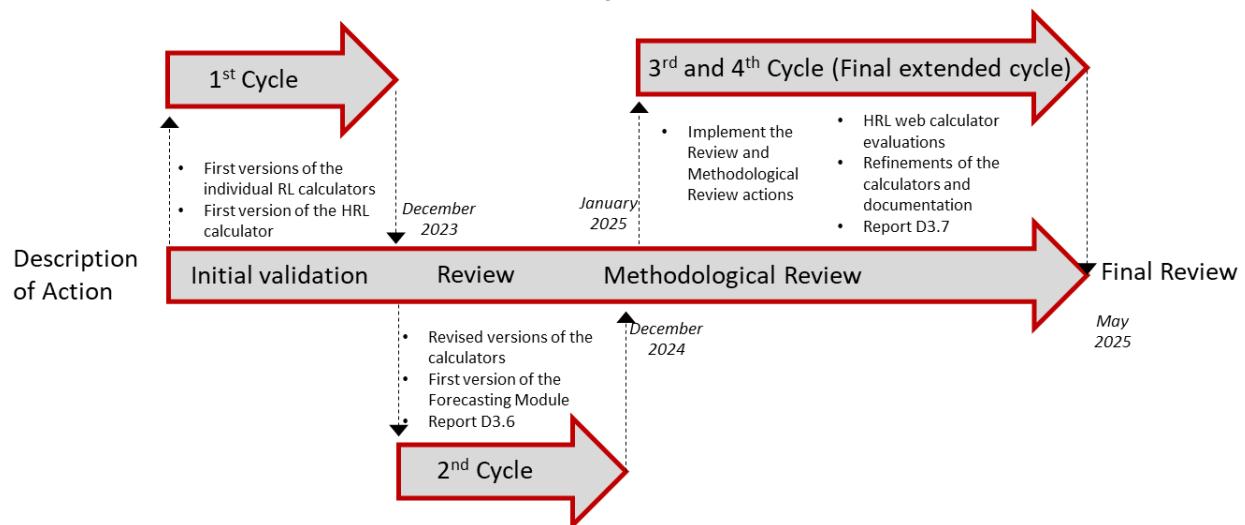 1st Cycle
3rd and 4th Cycle (Final extended cycle)
• First versions of the
individual RL calculators
• First version of the HRL
calculator
December
2023
January
2025
• Implement the
Review and
Methodological
Review actions
• HRL web calculator
evaluations
• Refinements of the
calculators and
documentation
• Report D3.7
Description
of Action
Initial validation
Review
Methodological Review
Final Review
• Revised versions of the
calculators
• First version of the
Forecasting Module
• Report D3.6
December
2024
May
2025
2nd Cycle